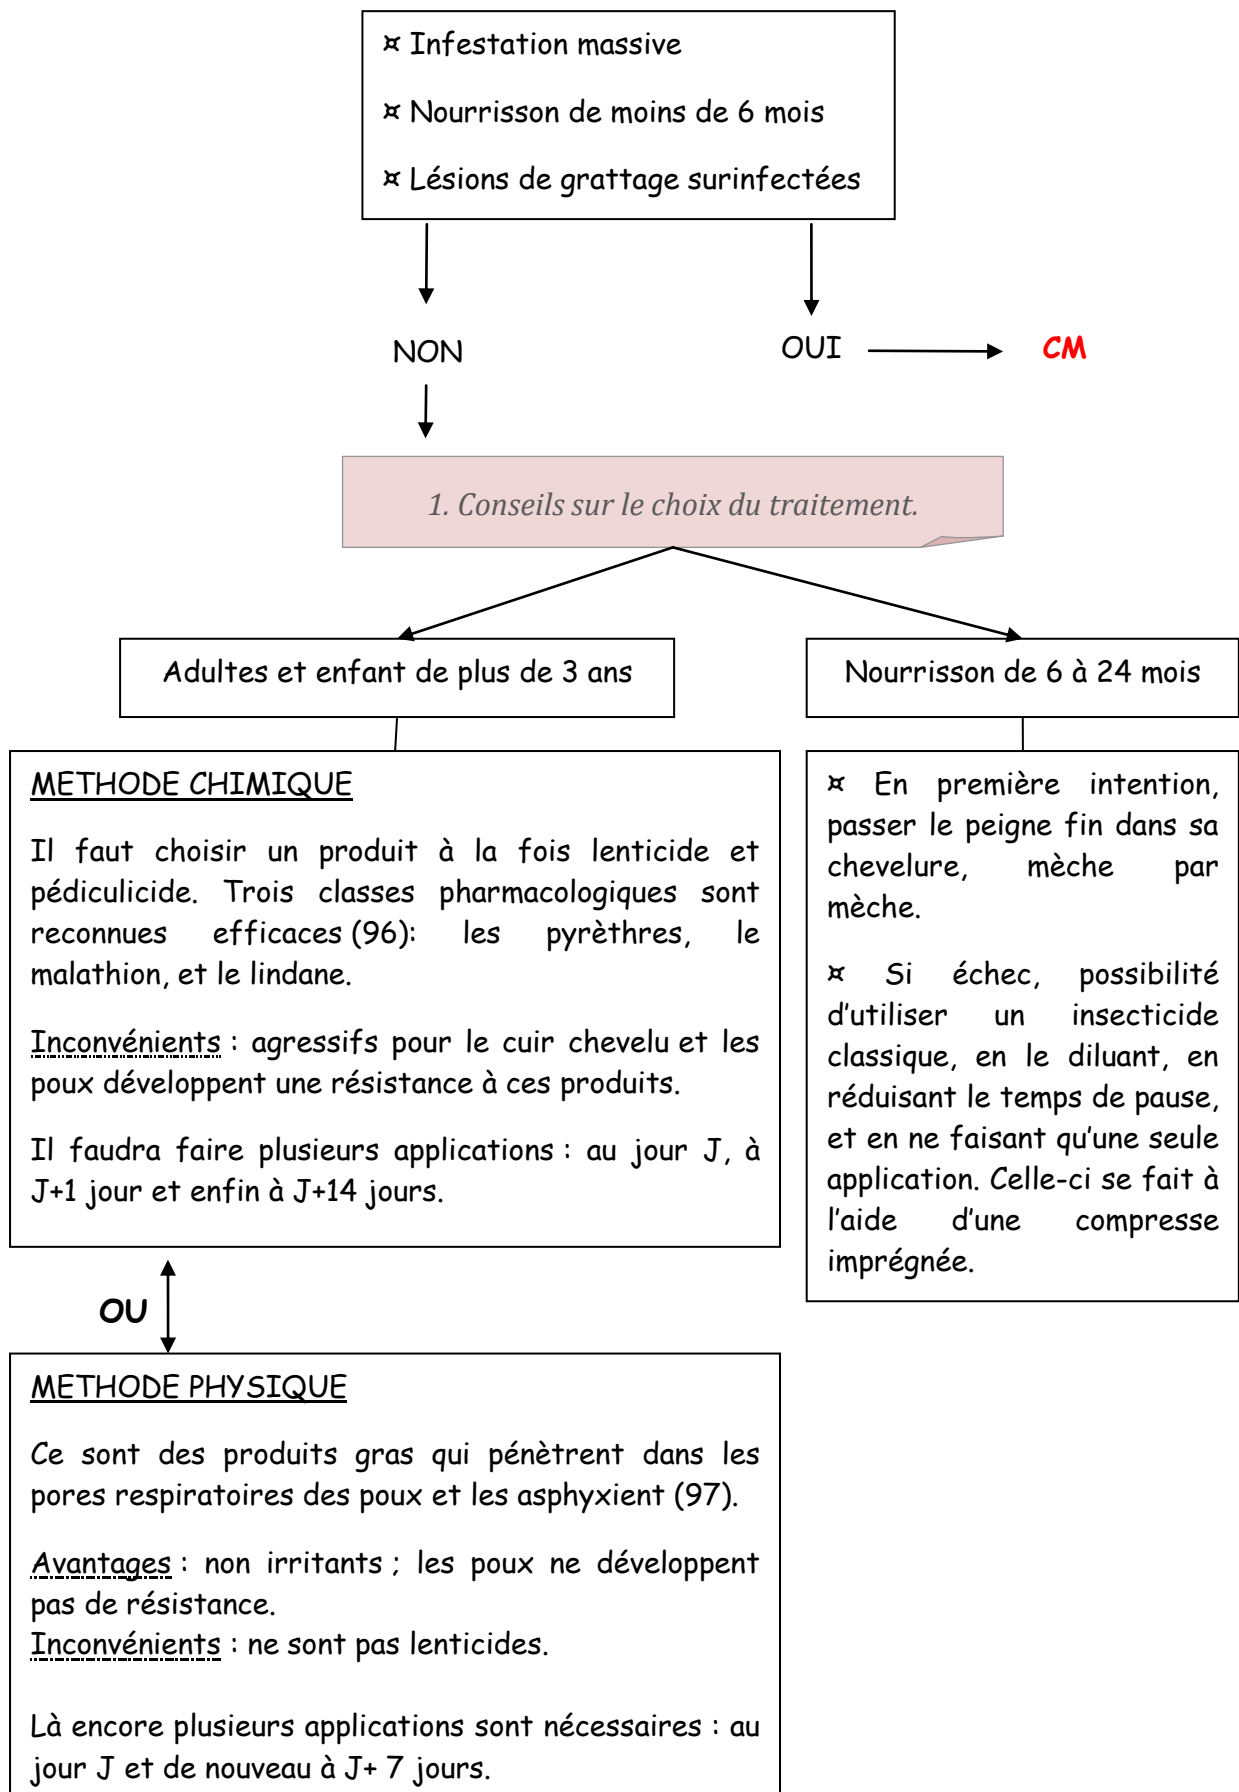 ¤ Infestation massive
¤ Nourrisson de moins de 6 mois
¤ Lésions de grattage surinfectées
NON
OUI
CM
1. Conseils sur le choix du traitement.
Adultes et enfant de plus de 3 ans
Nourrisson de 6 à 24 mois
METHODE CHIMIQUE
Il faut choisir un produit à la fois lenticide et
pédiculicide. Trois classes pharmacologiques sont
reconnues efficaces (96): les pyrèthres, le
malathion, et le lindane.
Inconvénients : agressifs pour le cuir chevelu et les
poux développent une résistance à ces produits.
Il faudra faire plusieurs applications : au jour J, à
J+1 jour et enfin à J+14 jours.
¤ En première intention,
passer le peigne fin dans sa
chevelure, mèche par
mèche.
¤ Si échec, possibilité
d'utiliser un insecticide
classique, en le diluant, en
réduisant le temps de pause,
et en ne faisant qu'une seule
application. Celle-ci se fait à
l'aide d'une compresse
imprégnée.
OU
METHODE PHYSIQUE
Ce sont des produits gras qui pénètrent dans les
pores respiratoires des poux et les asphyxient (97).
Avantages : non irritants ; les poux ne développent
pas de résistance.
Inconvénients : ne sont pas lenticides.
Là encore plusieurs applications sont nécessaires : au
jour J et de nouveau à J+ 7 jours.